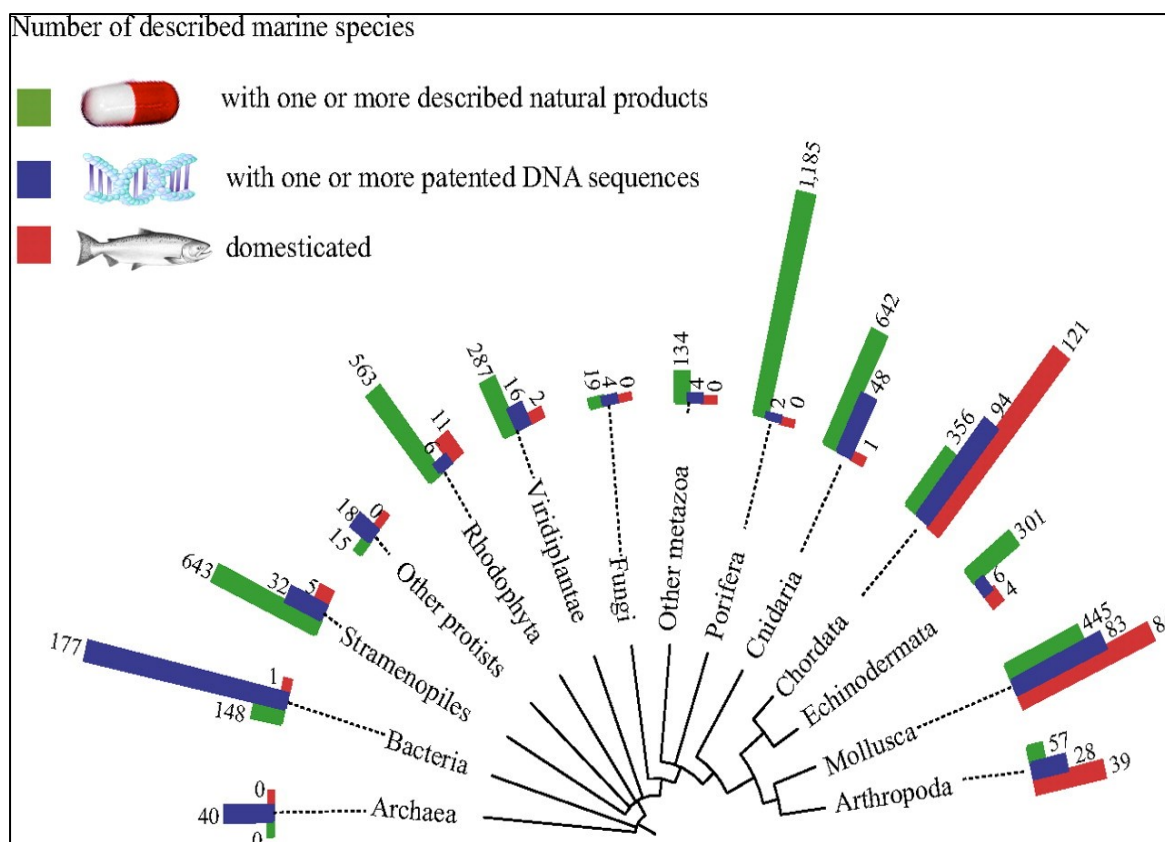 Number of described marine species
with one or more described natural products
with one or more patented DNA sequences
domesticated
0
40
0
Archaea
177
1
148
Bacteria
643
32
5
Stramenopiles
18
0
15
Other protists
563
6
11
Rhodophyta
287
16
2
Viridiplantae
19
4
0
Fungi
134
4
0
Other metazoa
1,185
2
0
Porifera
642
48
1
Cnidaria
356
94
121
Chordata
301
6
4
Echinodermata
445
83
8
Mollusca
57
28
39
Arthropoda